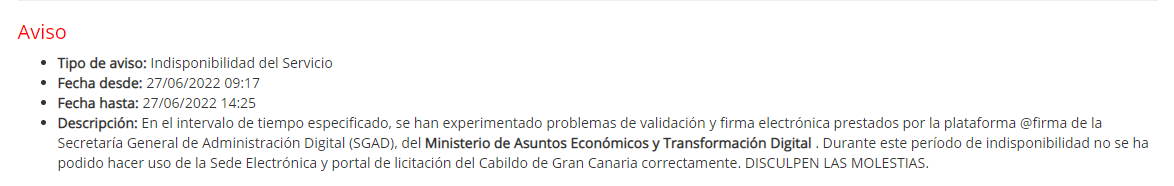 Aviso
• Tipo de aviso: Indisponibilidad del Servicio
• Fecha desde: 27/06/2022 09:17
• Fecha hasta: 27/06/2022 14:25
• Descripción: En el intervalo de tiempo especificado, se han experimentado problemas de validación y firma electrónica prestados por la plataforma @firma de la
Secretaría General de Administración Digital (SGAD), del Ministerio de Asuntos Económicos y Transformación Digital . Durante este período de indisponibilidad no se ha
podido hacer uso de la Sede Electrónica y portal de licitación del Cabildo de Gran Canaria correctamente. DISCULPEN LAS MOLESTIAS.